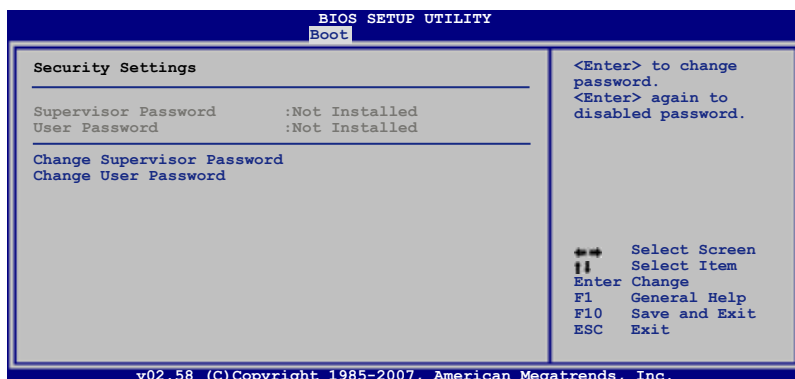 BIOS SETUP UTILITY
Boot
Security Settings
Supervisor Password :Not Installed
User Password :Not Installed
Change Supervisor Password
Change User Password
<Enter> to change
password.
<Enter> again to
disabled password.
Select Screen
Select Item
Enter Change
F1 General Help
F10 Save and Exit
ESC Exit
v02.58 (C)Copyright 1985-2007, American Megatrends, Inc.